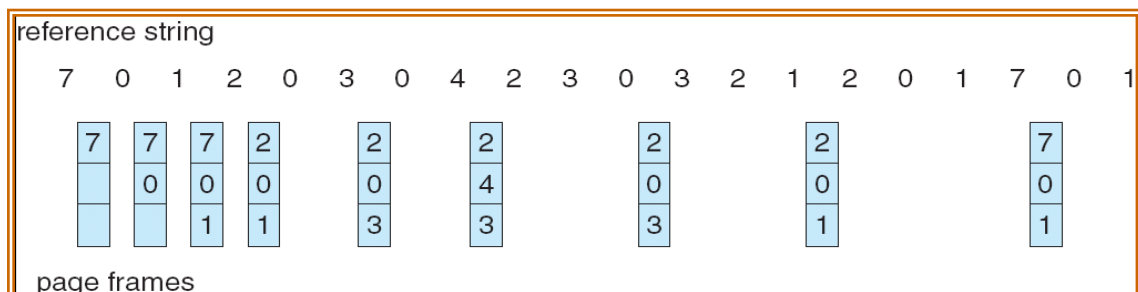 reference string
7 0 1 2 0 3 0 4 2 3 0 3 2 1 2 0 1 7 0 1
7 7 7 2 2 2 2 2 7
0 0 0 0 4 0 0 0
1 1 3 3 3 1 1
page frames